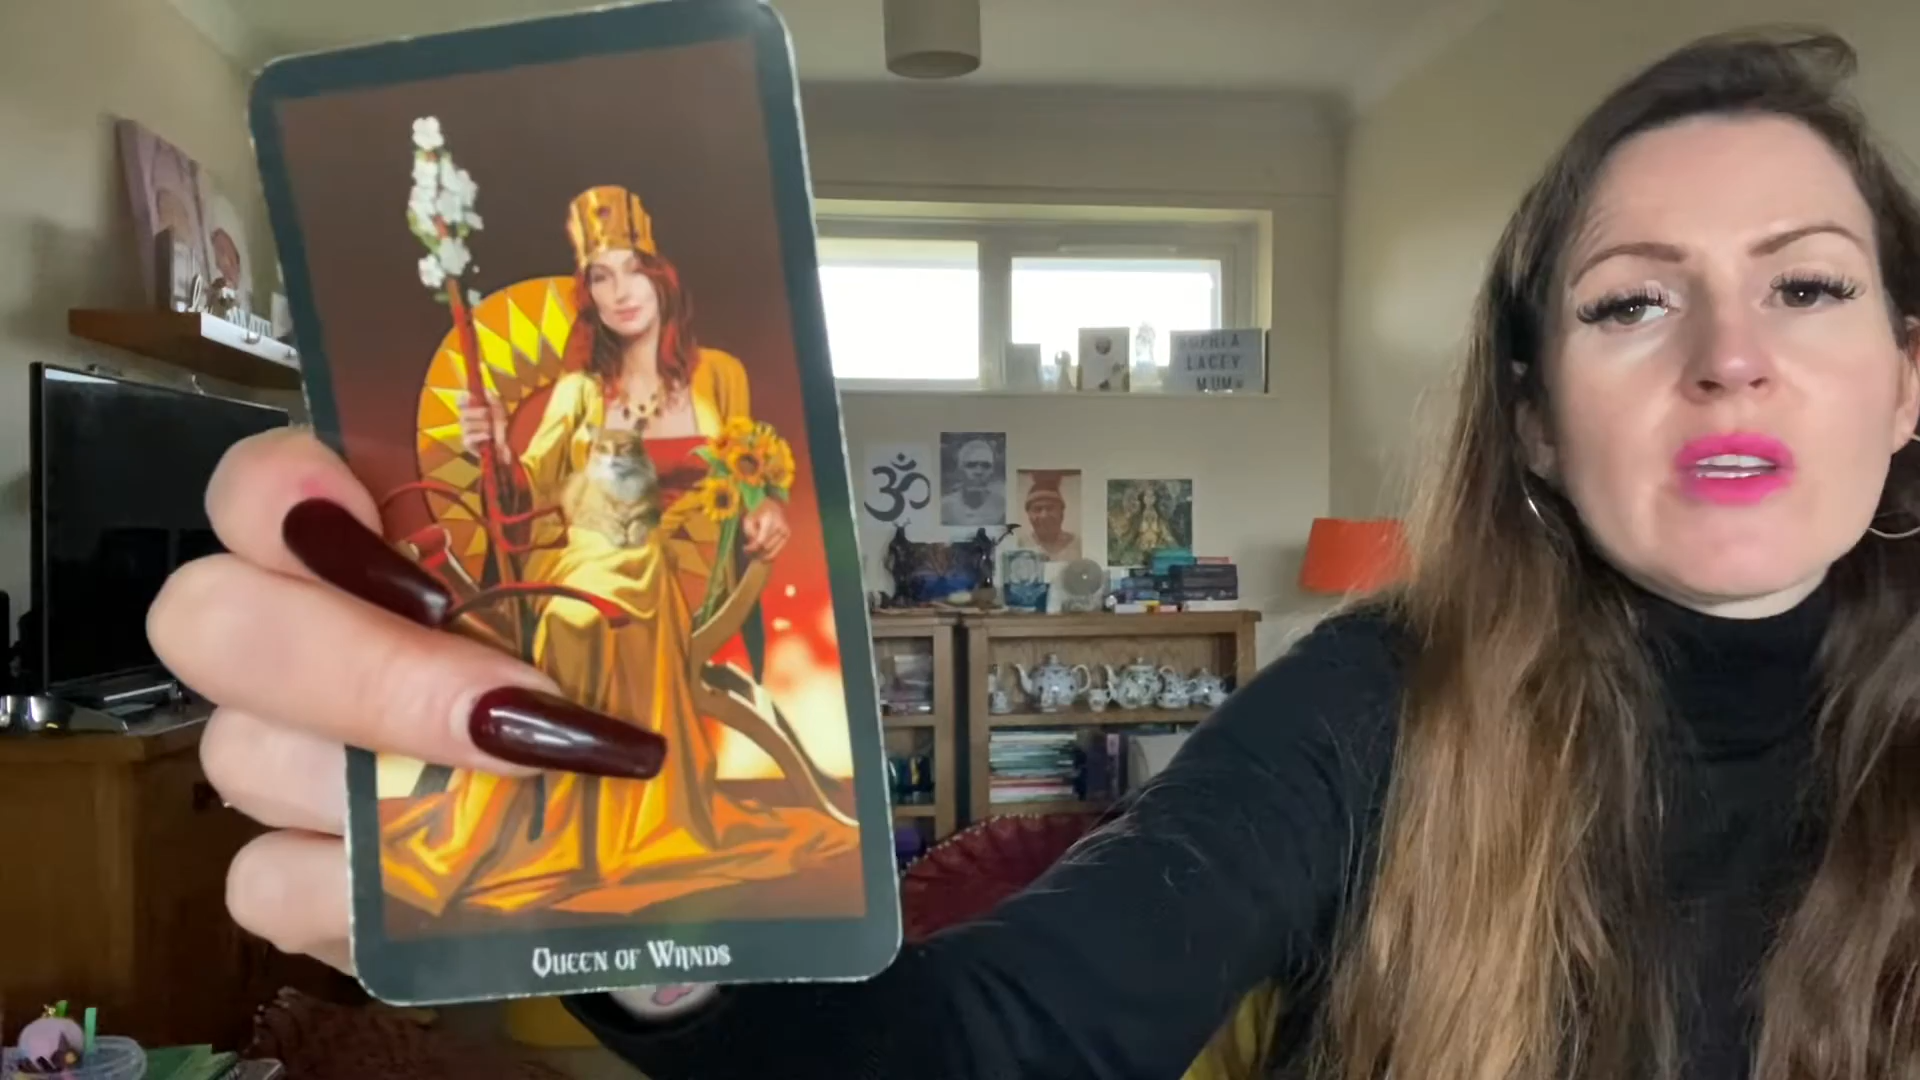 QUEEN OF WANDS
ॐ
SOPHIA
LACEY
MUM